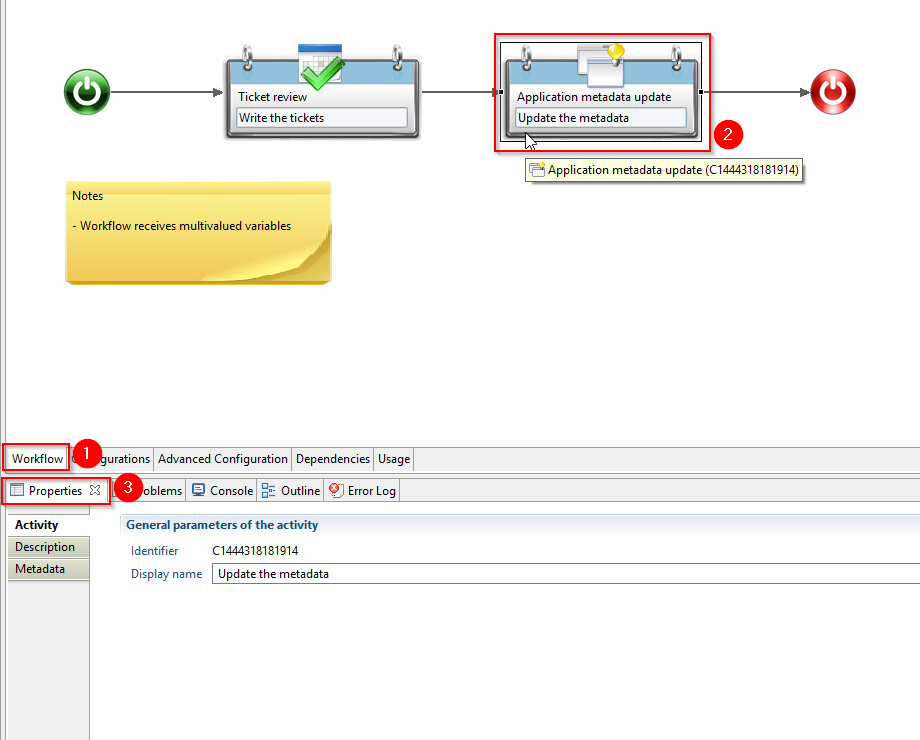 Ticket review
Write the tickets
Application metadata update
Update the metadata
2
Application metadata update (C1444318181914)
Notes
- Workflow receives multivalued variables
Workflow
1
gurations
Advanced Configuration
Dependencies
Usage
Properties
3
oblems
Console
Outline
Error Log
Activity
Description
Metadata
General parameters of the activity
Identifier C1444318181914
Display name Update the metadata